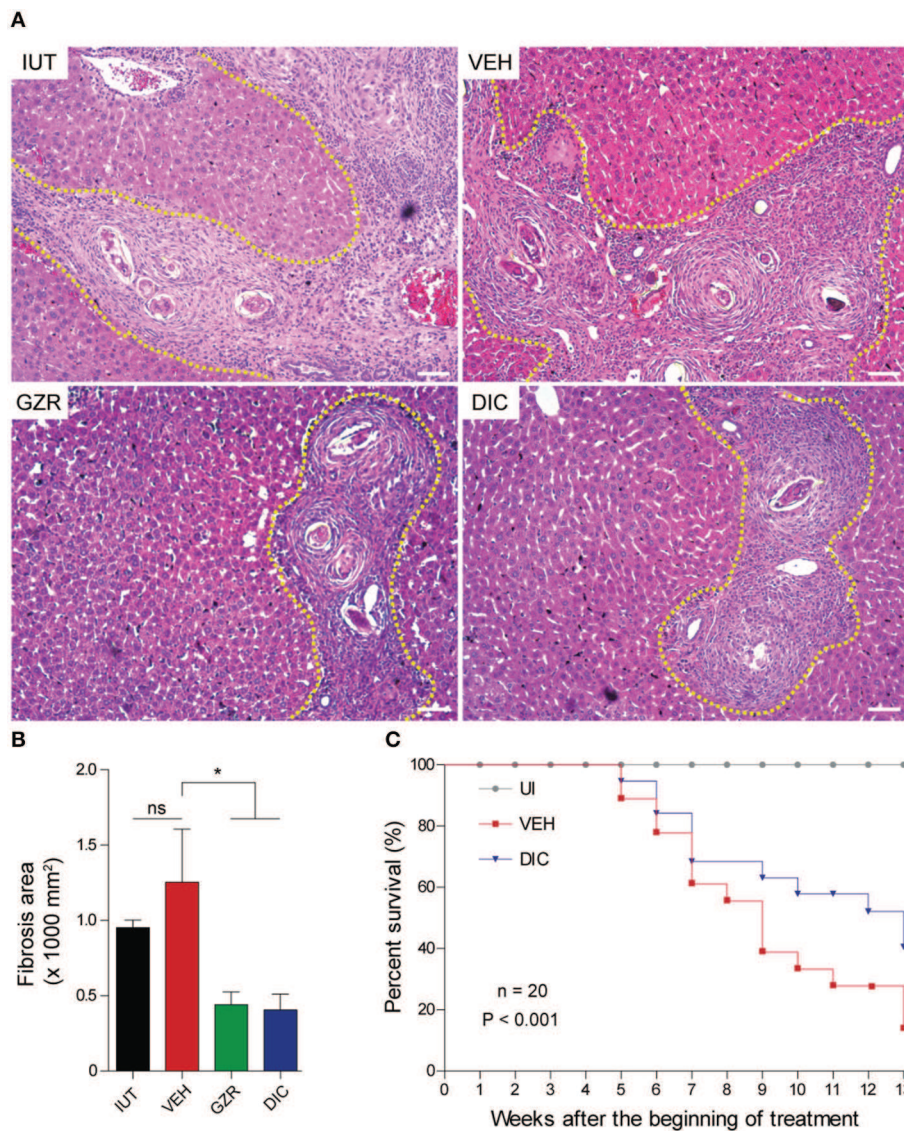 A
IUT
VEH
GZR
DIC
B
2.0
1.5
1.0
0.5
0
Fibrosis area
(x 1000 mm²)
ns
*
IUT
VEH
GZR
DIC
C
100
80
60
40
20
0
Percent survival (%)
UI
VEH
DIC
n = 20
P < 0.001
0 1 2 3 4 5 6 7 8 9 10 11 12 13
Weeks after the beginning of treatment